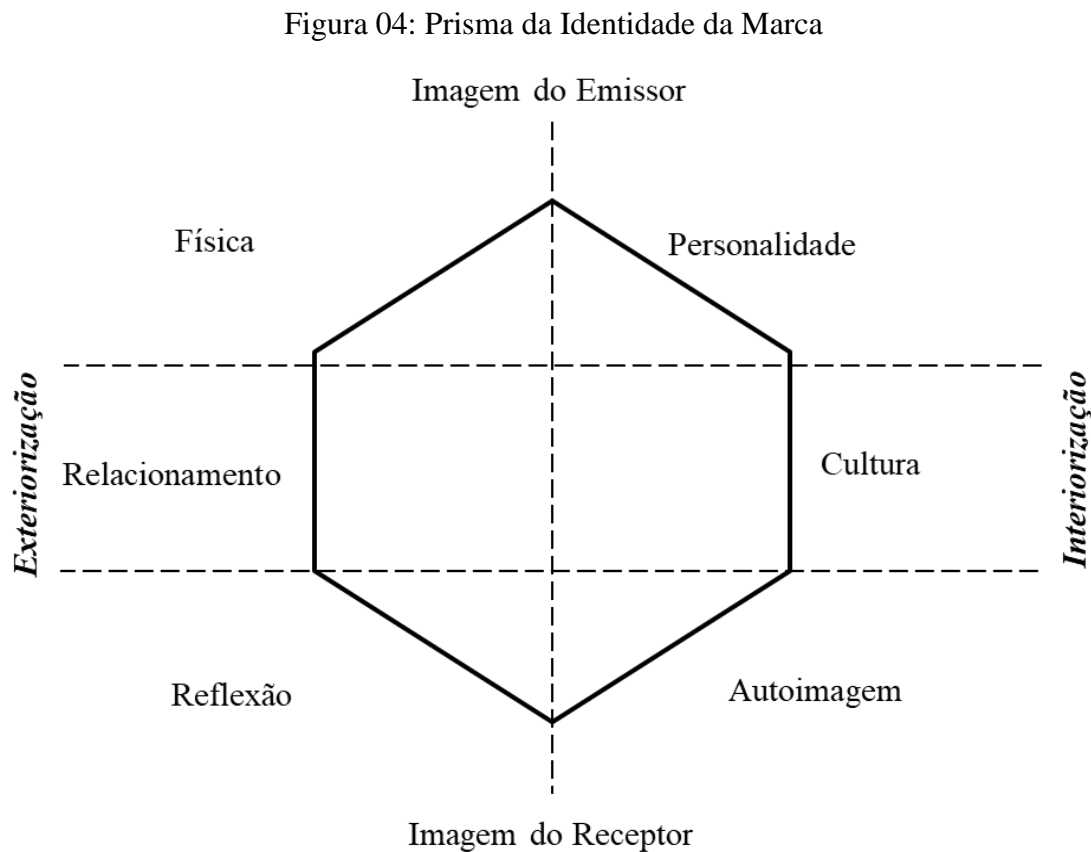 Figura 04: Prisma da Identidade da Marca
Imagem do Emissor
Física
Personalidade
Exteriorização
Relacionamento
Cultura
Interiorização
Reflexão
Autoimagem
Imagem do Receptor